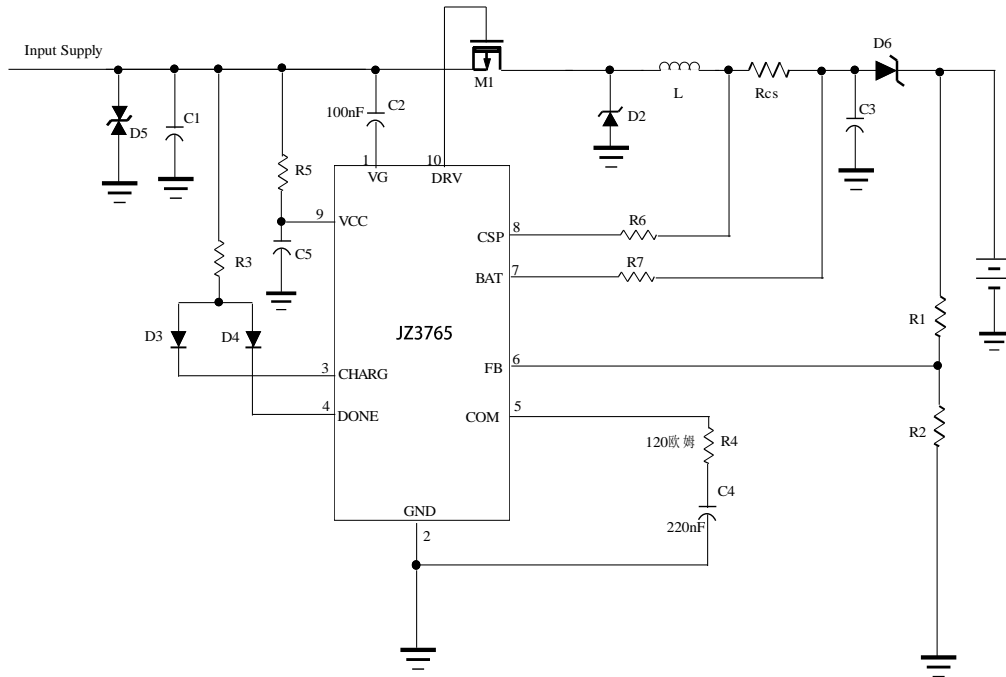 Input Supply
D6
M1
L
Rcs
C3
D5
C1
100nF
C2
D2
R5
1
10
VG
DRV
9
VCC
8
R6
CSP
C5
R3
7
R7
BAT
R1
D3
D4
JZ3765
3
CHARG
6
FB
4
DONE
5
COM
R2
120欧姆
R4
C4
GND
220nF
2